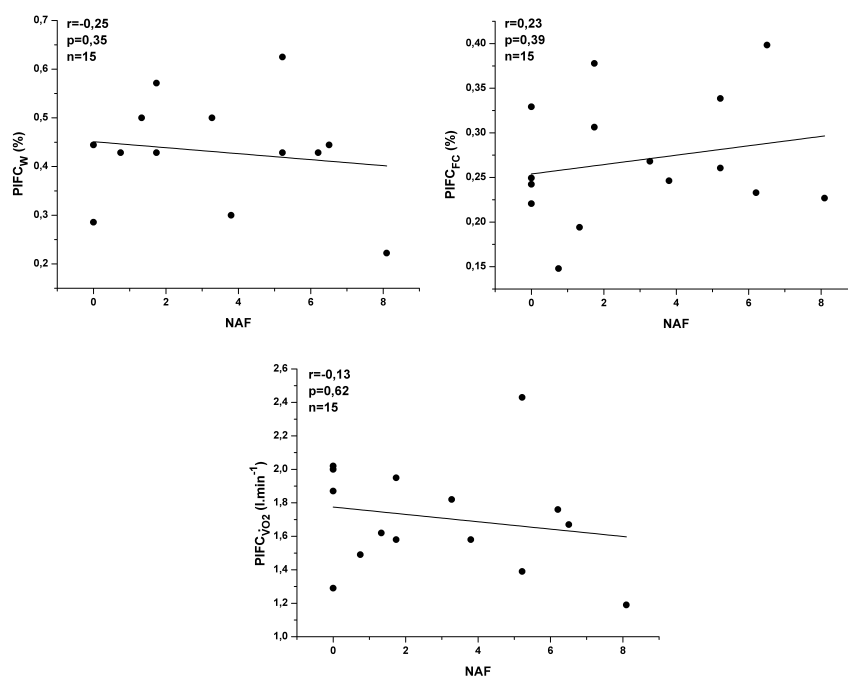 r=-0,25
p=0,35
n=15
0,7
0,6
0,5
0,4
0,3
0,2
PIFC_W (%)
0 2 4 6 8
NAF
r=0,23
p=0,39
n=15
0,40
0,35
0,30
0,25
0,20
0,15
PIFC_FC (%)
0 2 4 6 8
NAF
r=-0,13
p=0,62
n=15
2,6
2,4
2,2
2,0
1,8
1,6
1,4
1,2
1,0
PIFC_V̇O2 (l.min⁻¹)
0 2 4 6 8
NAF